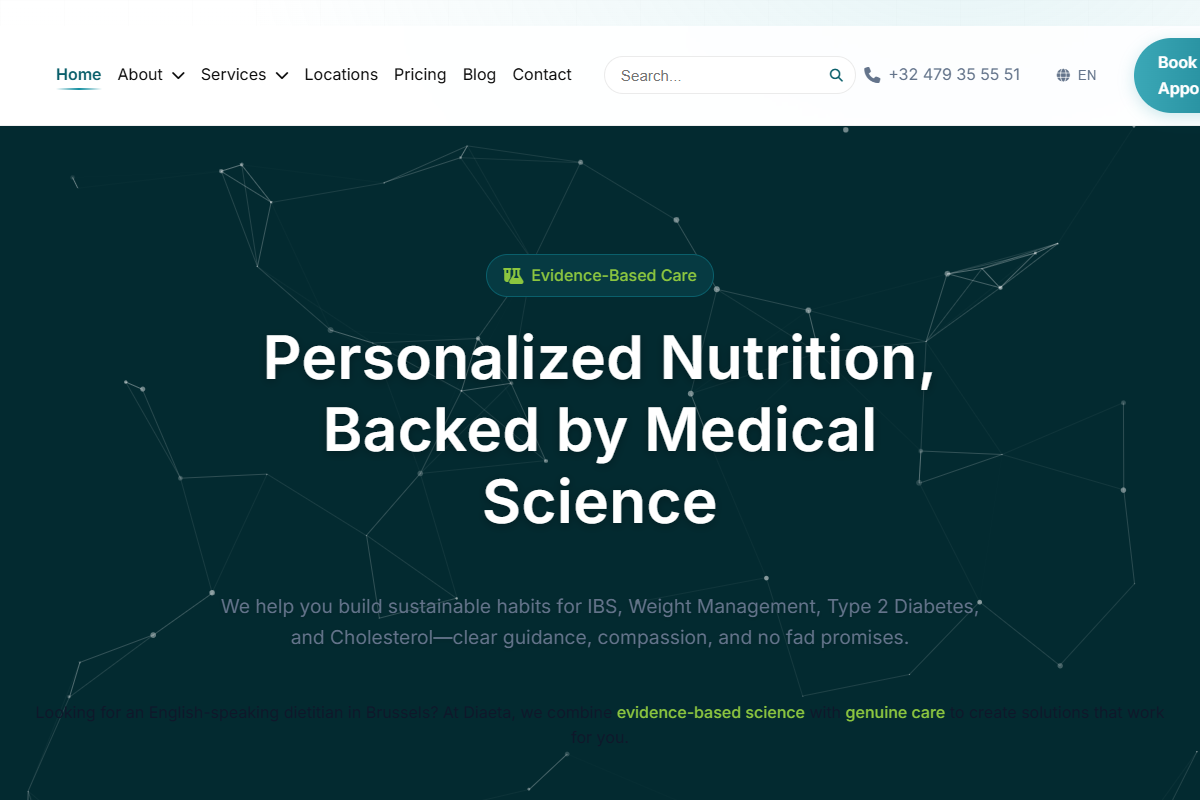 Home About Services Locations Pricing Blog Contact Search... +32 479 35 55 51 EN Book
Appo
Evidence-Based Care
Personalized Nutrition,
Backed by Medical
Science
We help you build sustainable habits for IBS, Weight Management, Type 2 Diabetes,
and Cholesterol—clear guidance, compassion, and no fad promises.
Looking for an English-speaking dietitian in Brussels? At Diaeta, we combine evidence-based science with genuine care to create solutions that work
for you.